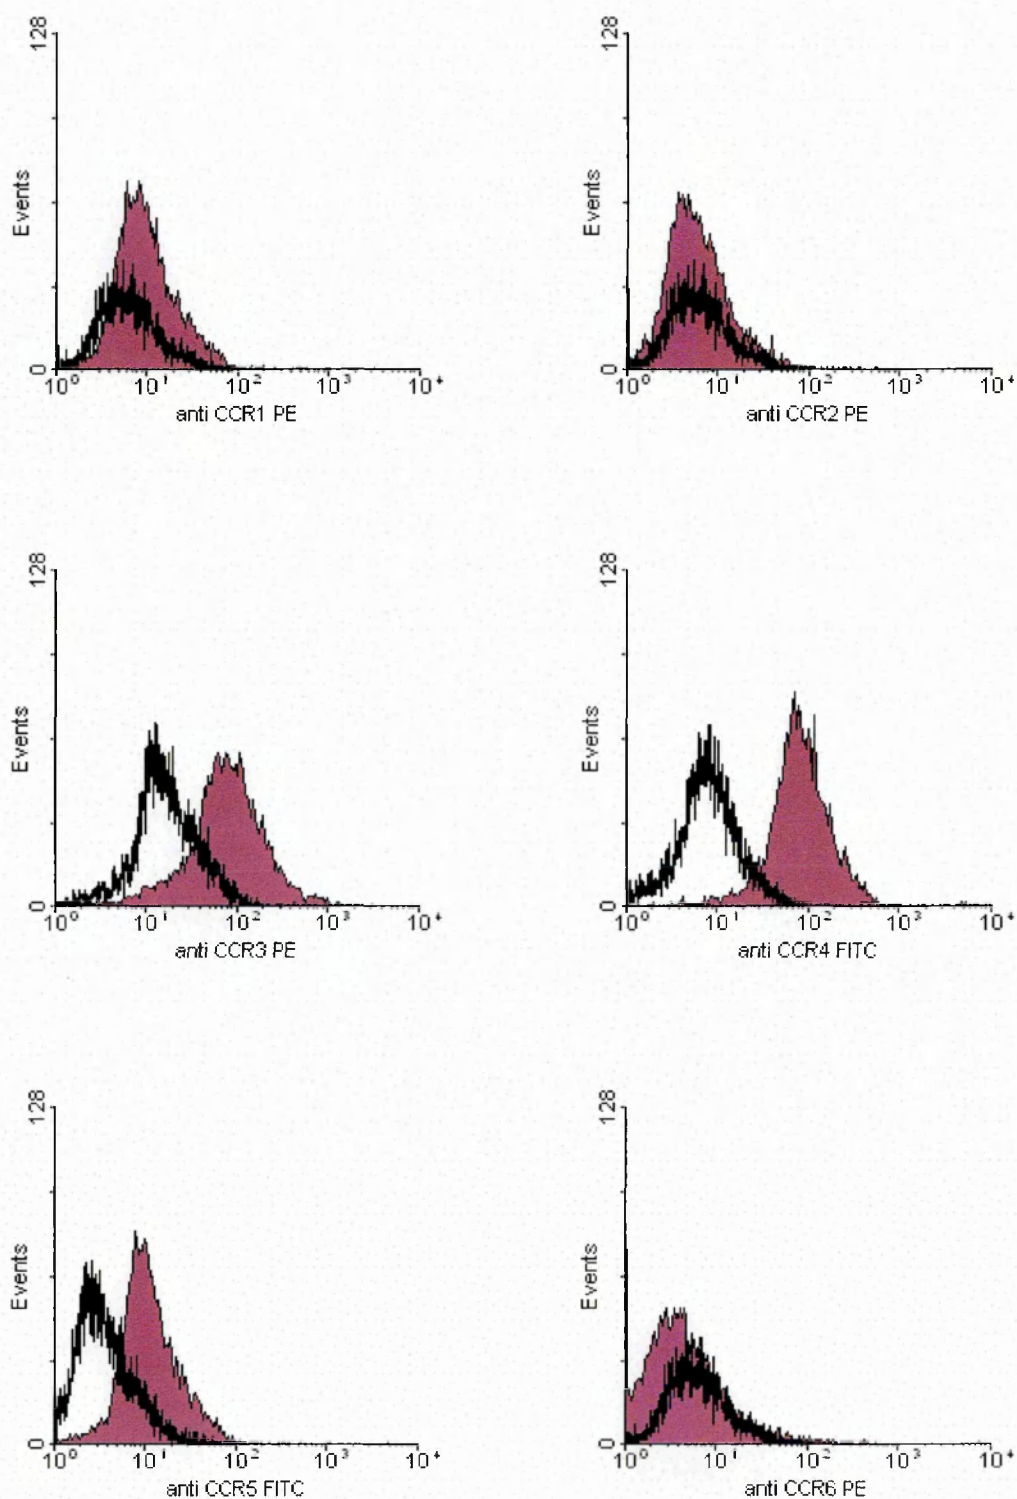 128
Events
0
10⁰ 10¹ 10² 10³ 10⁴
anti CCR1 PE
128
Events
0
10⁰ 10¹ 10² 10³ 10⁴
anti CCR2 PE
128
Events
0
10⁰ 10¹ 10² 10³ 10⁴
anti CCR3 PE
128
Events
0
10⁰ 10¹ 10² 10³ 10⁴
anti CCR4 FITC
128
Events
0
10⁰ 10¹ 10² 10³ 10⁴
anti CCR5 FITC
128
Events
0
10⁰ 10¹ 10² 10³ 10⁴
anti CCR6 PE